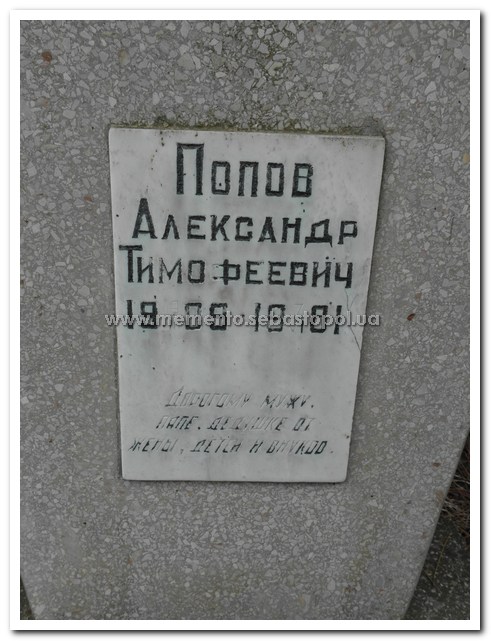 Попов
Александр
Тимофеевич
www.memento.sebastopol.ua
Дорогому мужу,
папе, дедушке от
жены, детей и внуков.